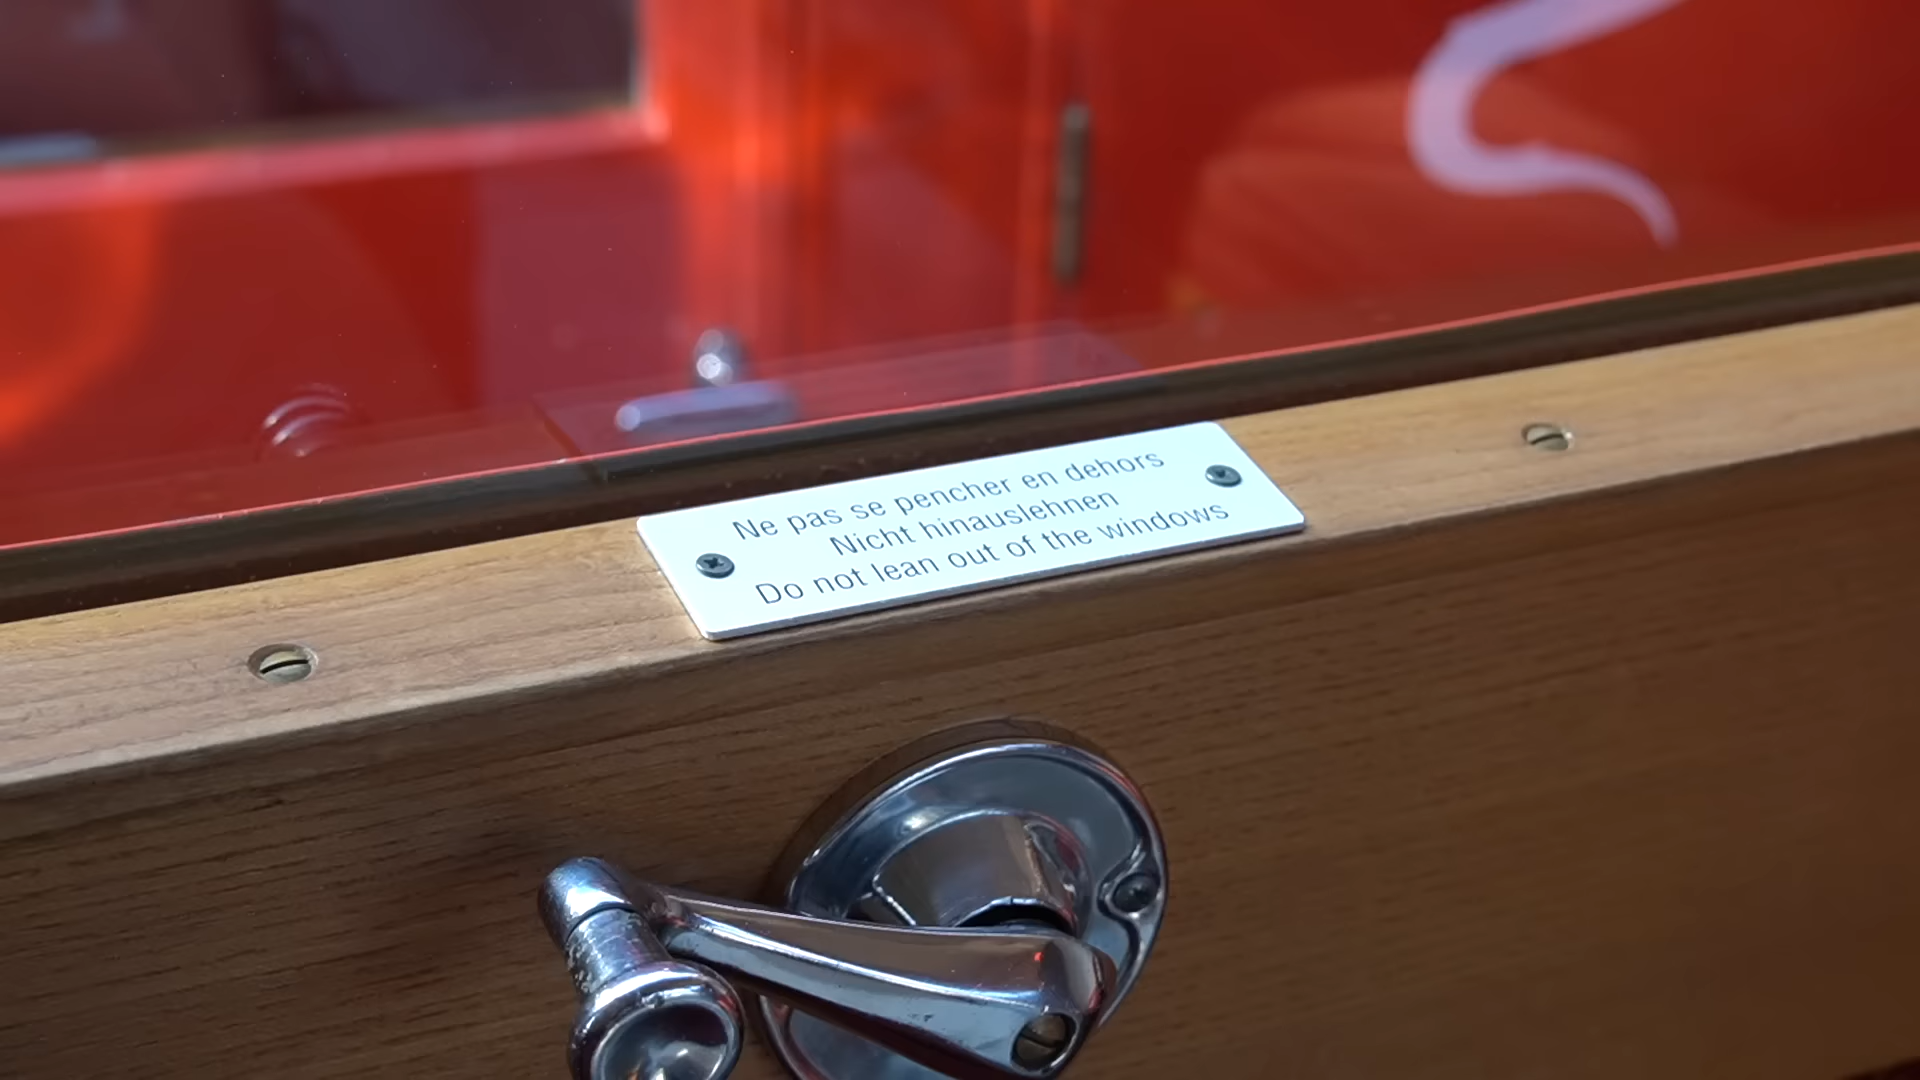 Ne pas se pencher en dehors
Nicht hinauslehnen
Do not lean out of the windows